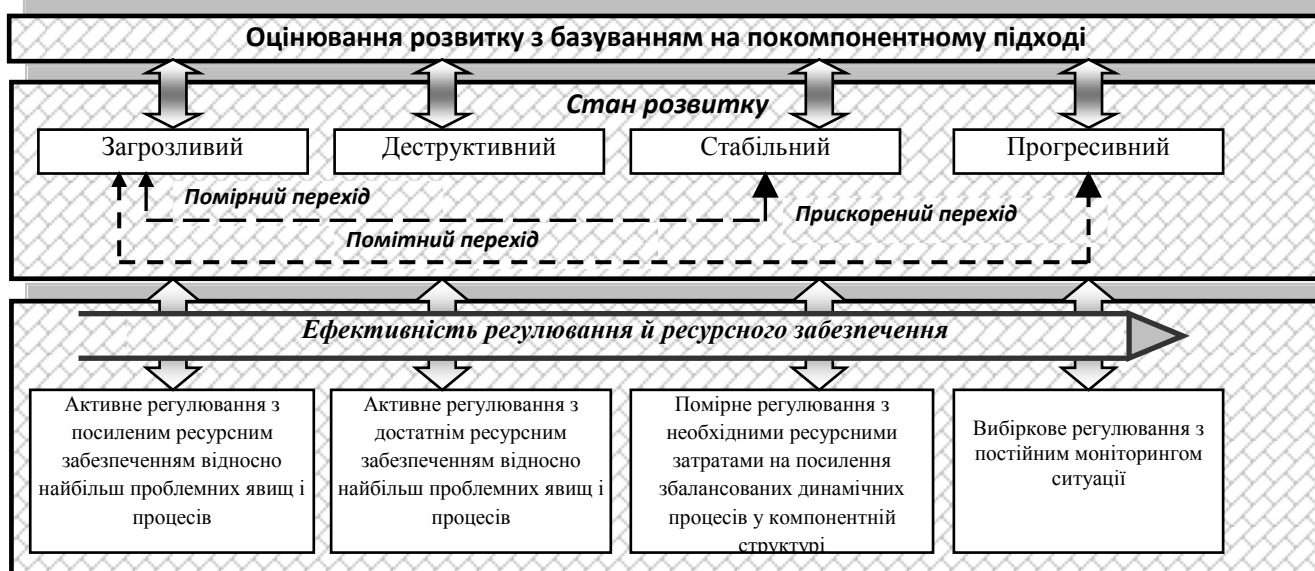 Оцінювання розвитку з базуванням на покомпонентному підході
Стан розвитку
Загрозливий
Деструктивний
Стабільний
Прогресивний
Помірний перехід
Прискорений перехід
Помітний перехід
Ефективність регулювання й ресурсного забезпечення
Активне регулювання з
посиленим ресурсним
забезпеченням відносно
найбільш проблемних явищ і
процесів
Активне регулювання з
достатнім ресурсним
забезпеченням відносно
найбільш проблемних явищ і
процесів
Помірне регулювання з
необхідними ресурсними
затратами на посилення
збалансованих динамічних
процесів у компонентній
структурі
Вибіркове регулювання з
постійним моніторингом
ситуації